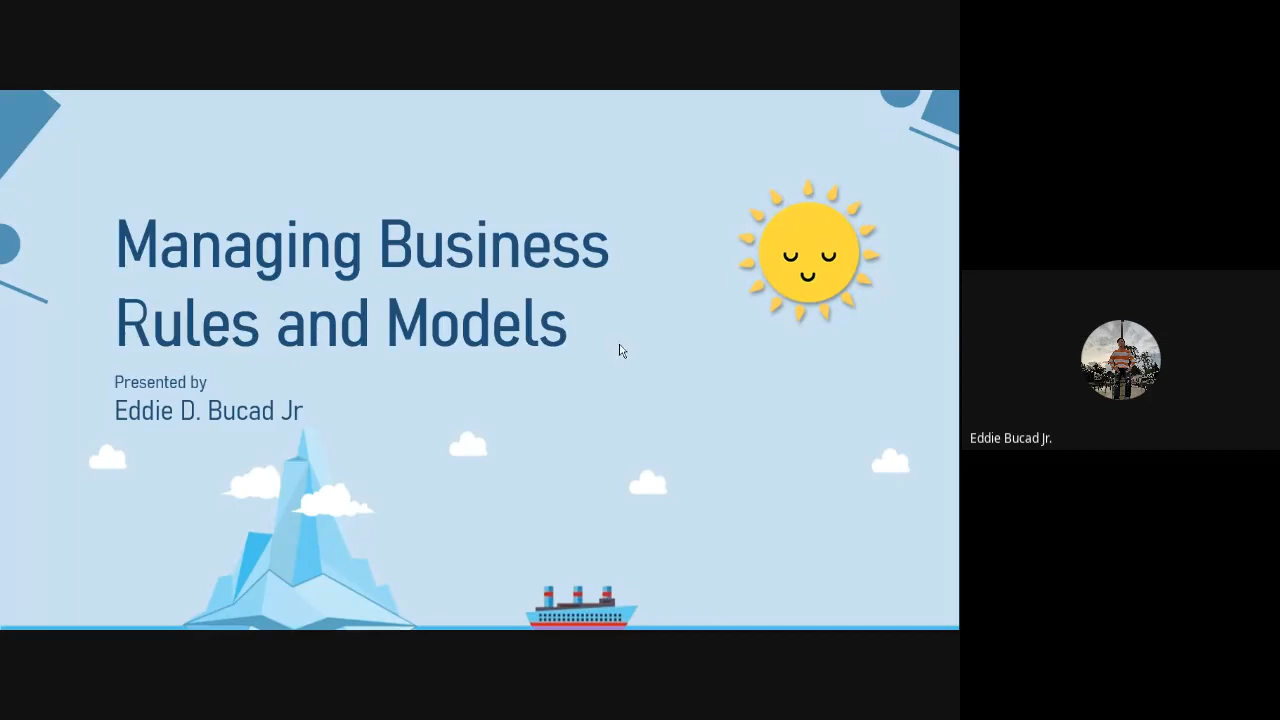 Managing Business
Rules and Models
Presented by
Eddie D. Bucad Jr
Eddie Bucad Jr.